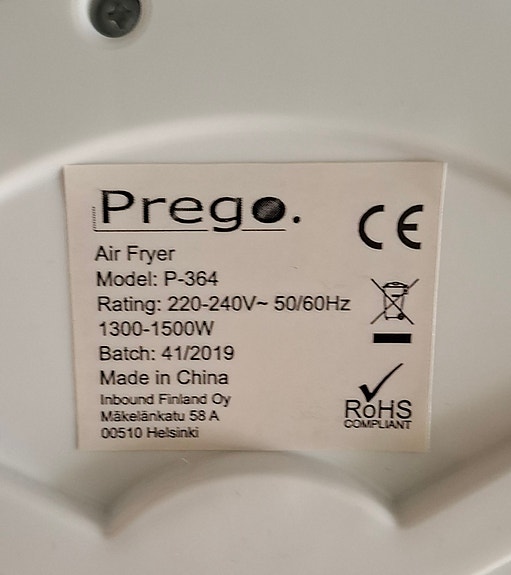 Prego.
CE
Air Fryer
Model: P-364
Rating: 220-240V~ 50/60Hz
1300-1500W
Batch: 41/2019
Made in China
Inbound Finland Oy
Mäkelänkatu 58 A
00510 Helsinki
RoHS
COMPLIANT